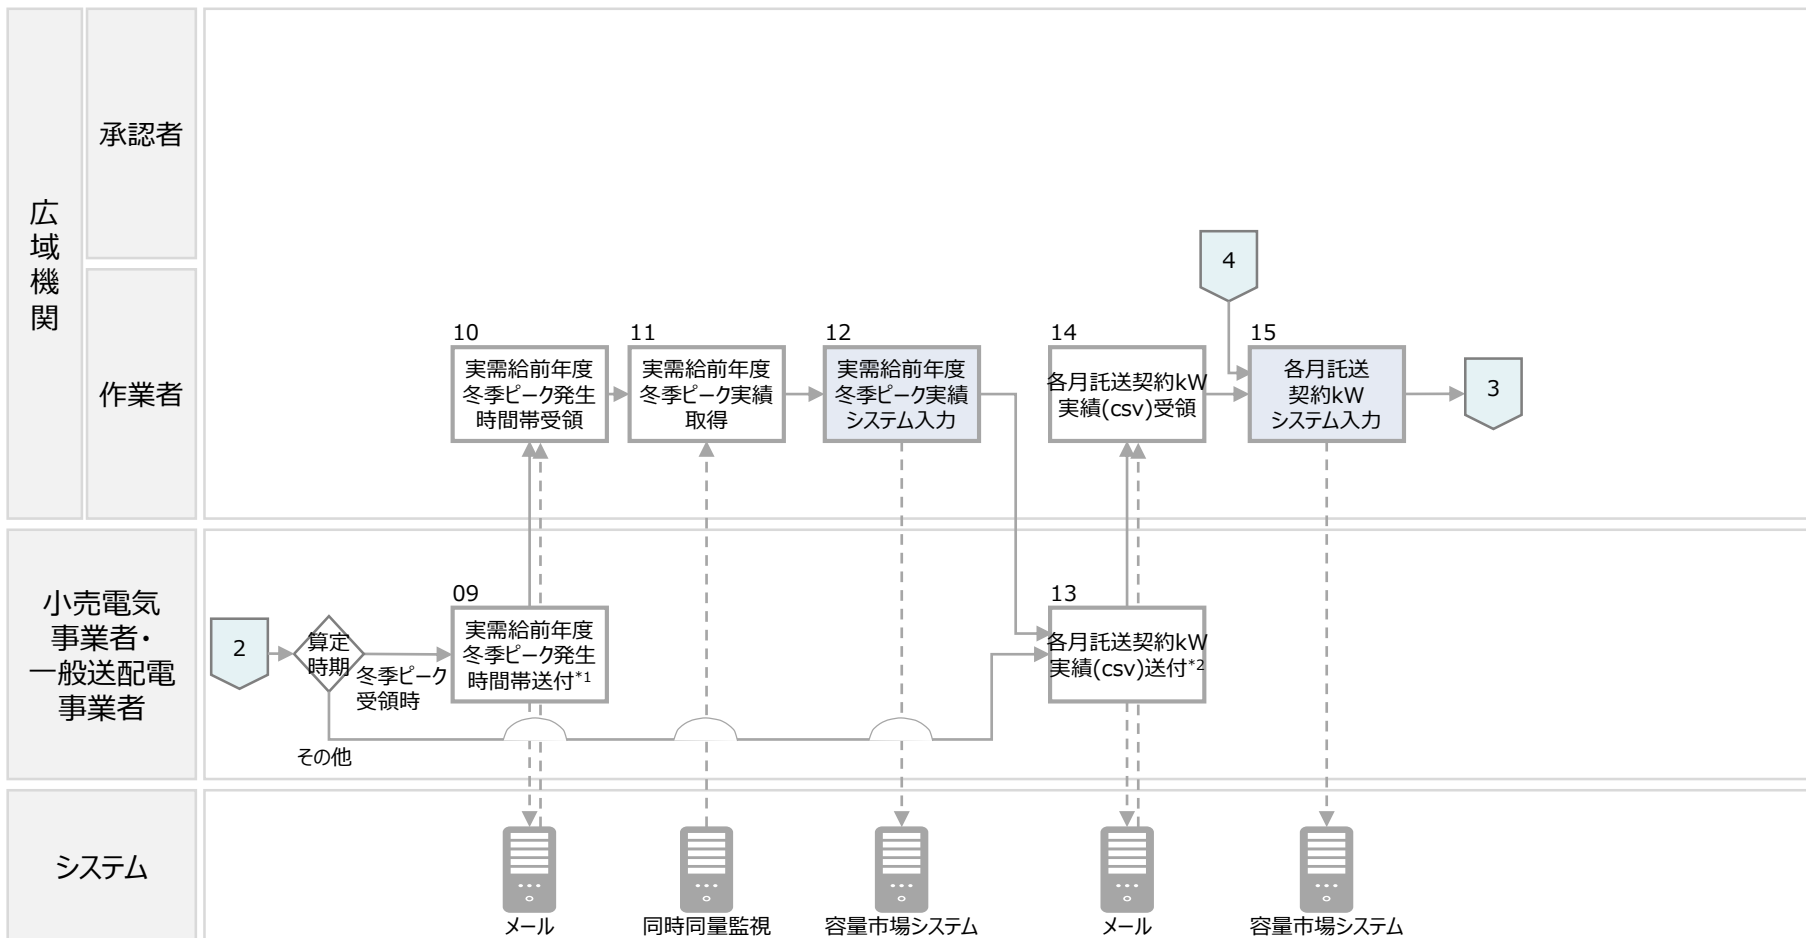 広
域
機
関
承認者
4
10
11
12
14
15
作業者
実需給前年度
冬季ピーク発生
時間帯受領
実需給前年度
冬季ピーク実績
取得
実需給前年度
冬季ピーク実績
システム入力
各月託送契約kW
実績(csv)受領
各月託送
契約kW
システム入力
3
小売電気
事業者・
一般送配電
事業者
2
算定
時期
冬季ピーク
受領時
その他
09
実需給前年度
冬季ピーク発生
時間帯送付*1
13
各月託送契約kW
実績(csv)送付*2
システム
メール
同時同量監視
容量市場システム
メール
容量市場システム